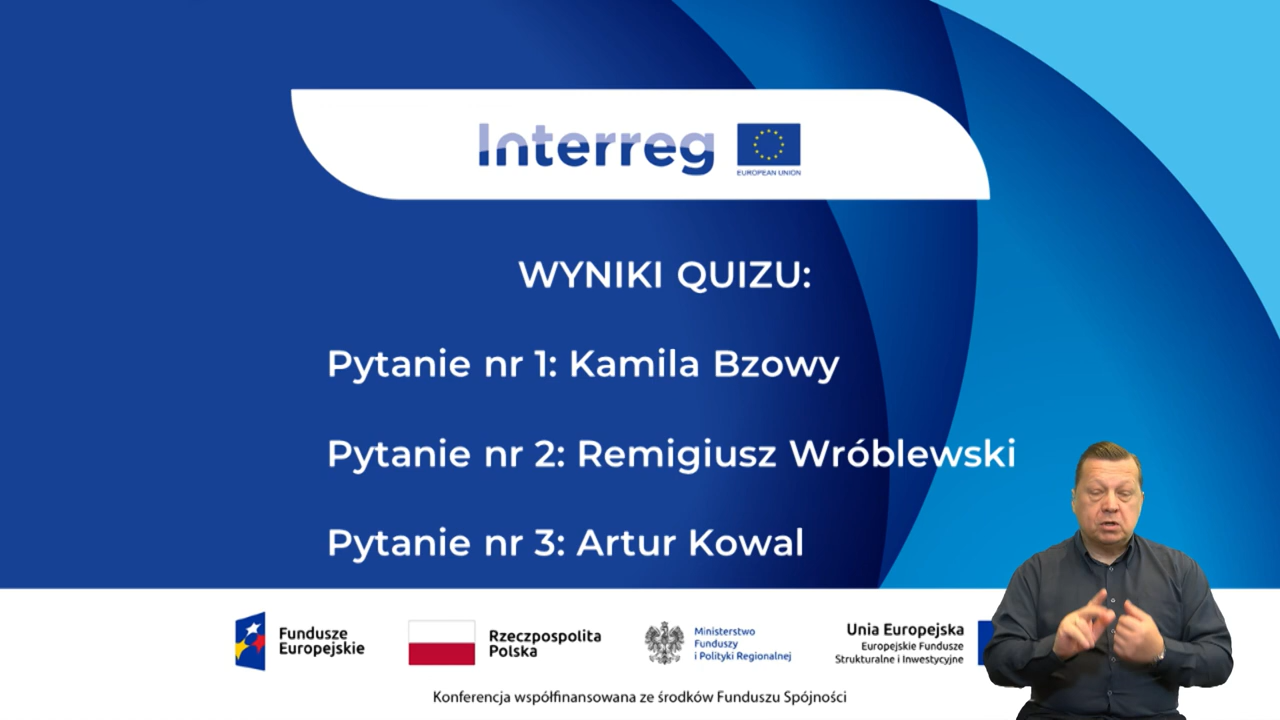 Interreg
EUROPEAN UNION
WYNIKI QUIZU:
Pytanie nr 1: Kamila Bzowy
Pytanie nr 2: Remigiusz Wróblewski
Pytanie nr 3: Artur Kowal
Fundusze
Europejskie
Rzeczpospolita
Polska
Ministerstwo
Funduszy
i Polityki Regionalnej
Unia Europejska
Europejskie Fundusze
Strukturalne i Inwestycyjne
Konferencja współfinansowana ze środków Funduszu Spójności